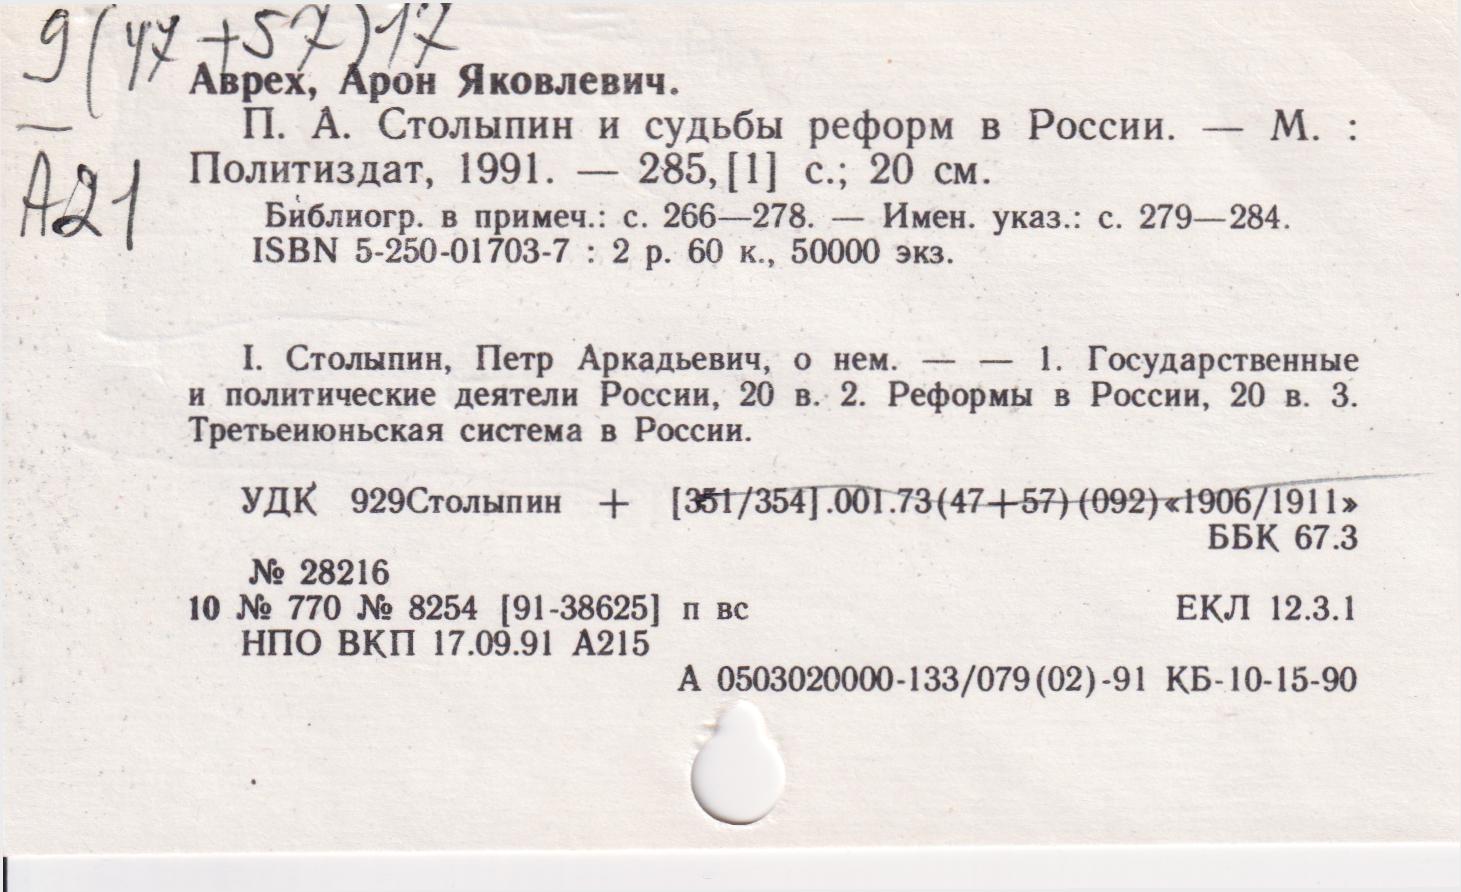 9(47+57)17
А21
Аврех, Арон Яковлевич.
П. А. Столыпин и судьбы реформ в России. — М. :
Политиздат, 1991. — 285, [1] с.; 20 см.
Библиогр. в примеч.: с. 266—278. — Имен. указ.: с. 279—284.
ISBN 5-250-01703-7 : 2 р. 60 к., 50000 экз.
I. Столыпин, Петр Аркадьевич, о нем. — — 1. Государственные
и политические деятели России, 20 в. 2. Реформы в России, 20 в. 3.
Третьеиюньская система в России.
УДК 929Столыпин + [351/354].001.73(47+57)(092)«1906/1911»
ББК 67.3
№ 28216
10 № 770 № 8254 [91-38625] п вс ЕКЛ 12.3.1
НПО ВКП 17.09.91 А215
А 0503020000-133/079(02)-91 КБ-10-15-90